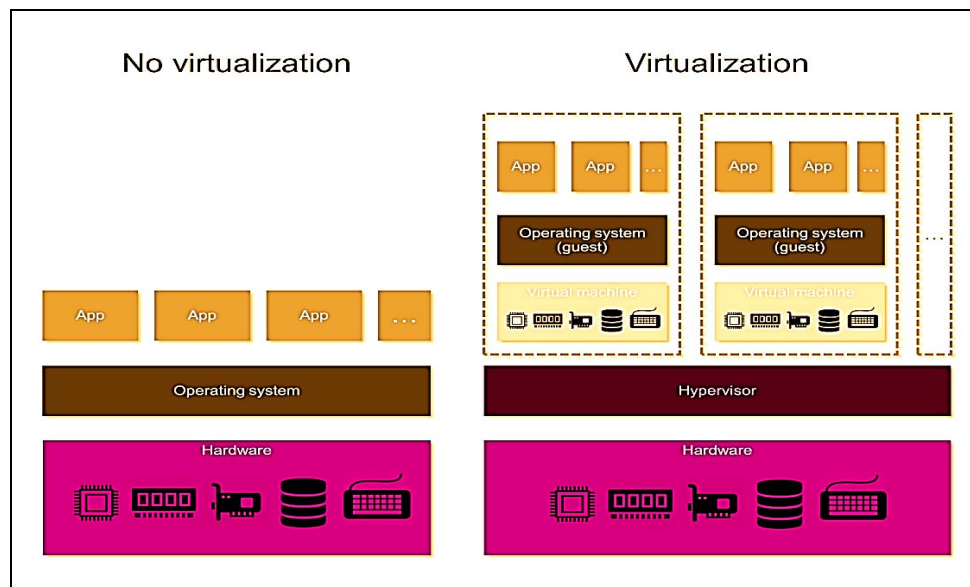 No virtualization
App
App
App
...
Operating system
Hardware
Virtualization
App
App
...
Operating system
(guest)
Virtual machine
App
App
...
Operating system
(guest)
Virtual machine
...
Hypervisor
Hardware